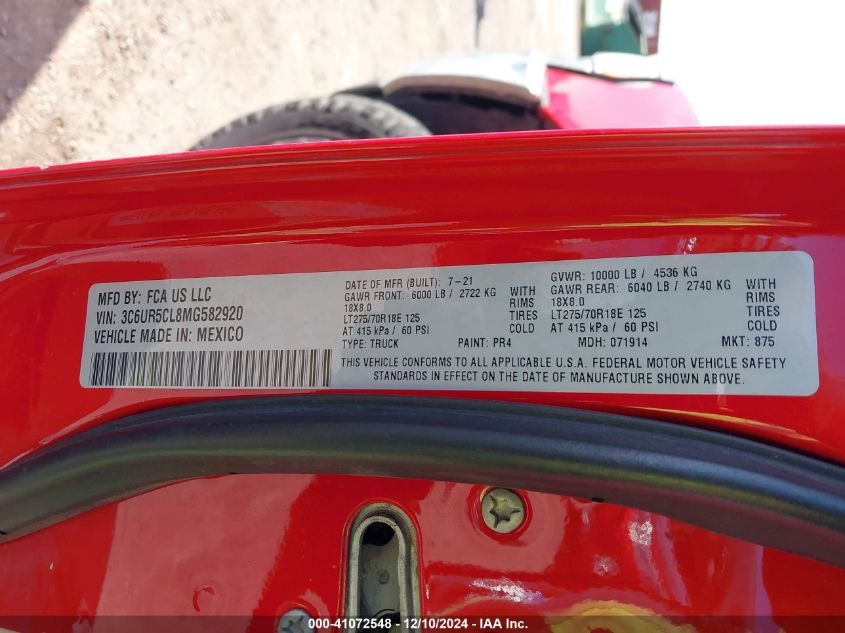 MFD BY: FCA US LLC
VIN: 3C6UR5CL8MG582920
VEHICLE MADE IN: MEXICO
DATE OF MFR (BUILT): 7-21
GAWR FRONT: 6000 LB / 2722 KG WITH
18X8.0 RIMS
LT275/70R18E 125 TIRES
AT 415 kPa / 60 PSI COLD
TYPE: TRUCK PAINT: PR4
GVWR: 10000 LB / 4536 KG
GAWR REAR: 6040 LB / 2740 KG WITH
18X8.0 RIMS
LT275/70R18E 125 TIRES
AT 415 kPa / 60 PSI COLD
MDH: 071914 MKT: 875
THIS VEHICLE CONFORMS TO ALL APPLICABLE U.S.A. FEDERAL MOTOR VEHICLE SAFETY
STANDARDS IN EFFECT ON THE DATE OF MANUFACTURE SHOWN ABOVE.
000-41072548 - 12/10/2024 - IAA Inc.